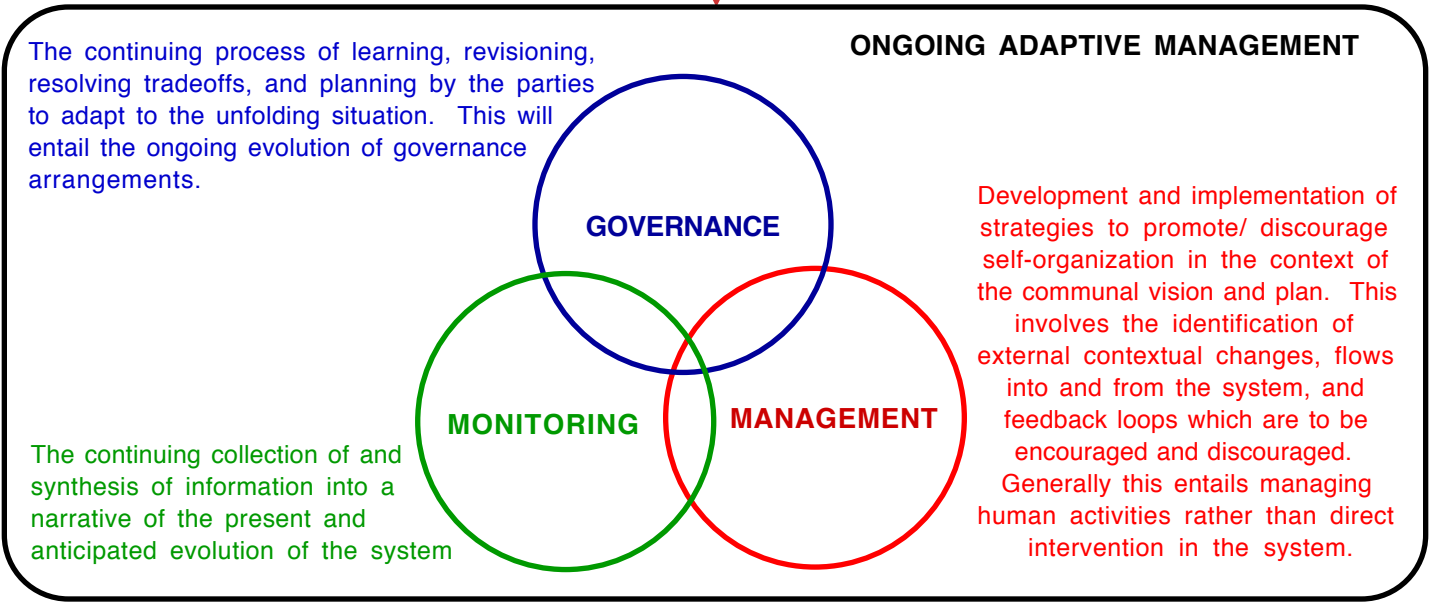 ONGOING ADAPTIVE MANAGEMENT
The continuing process of learning, revisioning,
resolving tradeoffs, and planning by the parties
to adapt to the unfolding situation. This will
entail the ongoing evolution of governance
arrangements.
GOVERNANCE
Development and implementation of
strategies to promote/ discourage
self-organization in the context of
the communal vision and plan. This
involves the identification of
external contextual changes, flows
into and from the system, and
feedback loops which are to be
encouraged and discouraged.
Generally this entails managing
human activities rather than direct
intervention in the system.
MONITORING
MANAGEMENT
The continuing collection of and
synthesis of information into a
narrative of the present and
anticipated evolution of the system